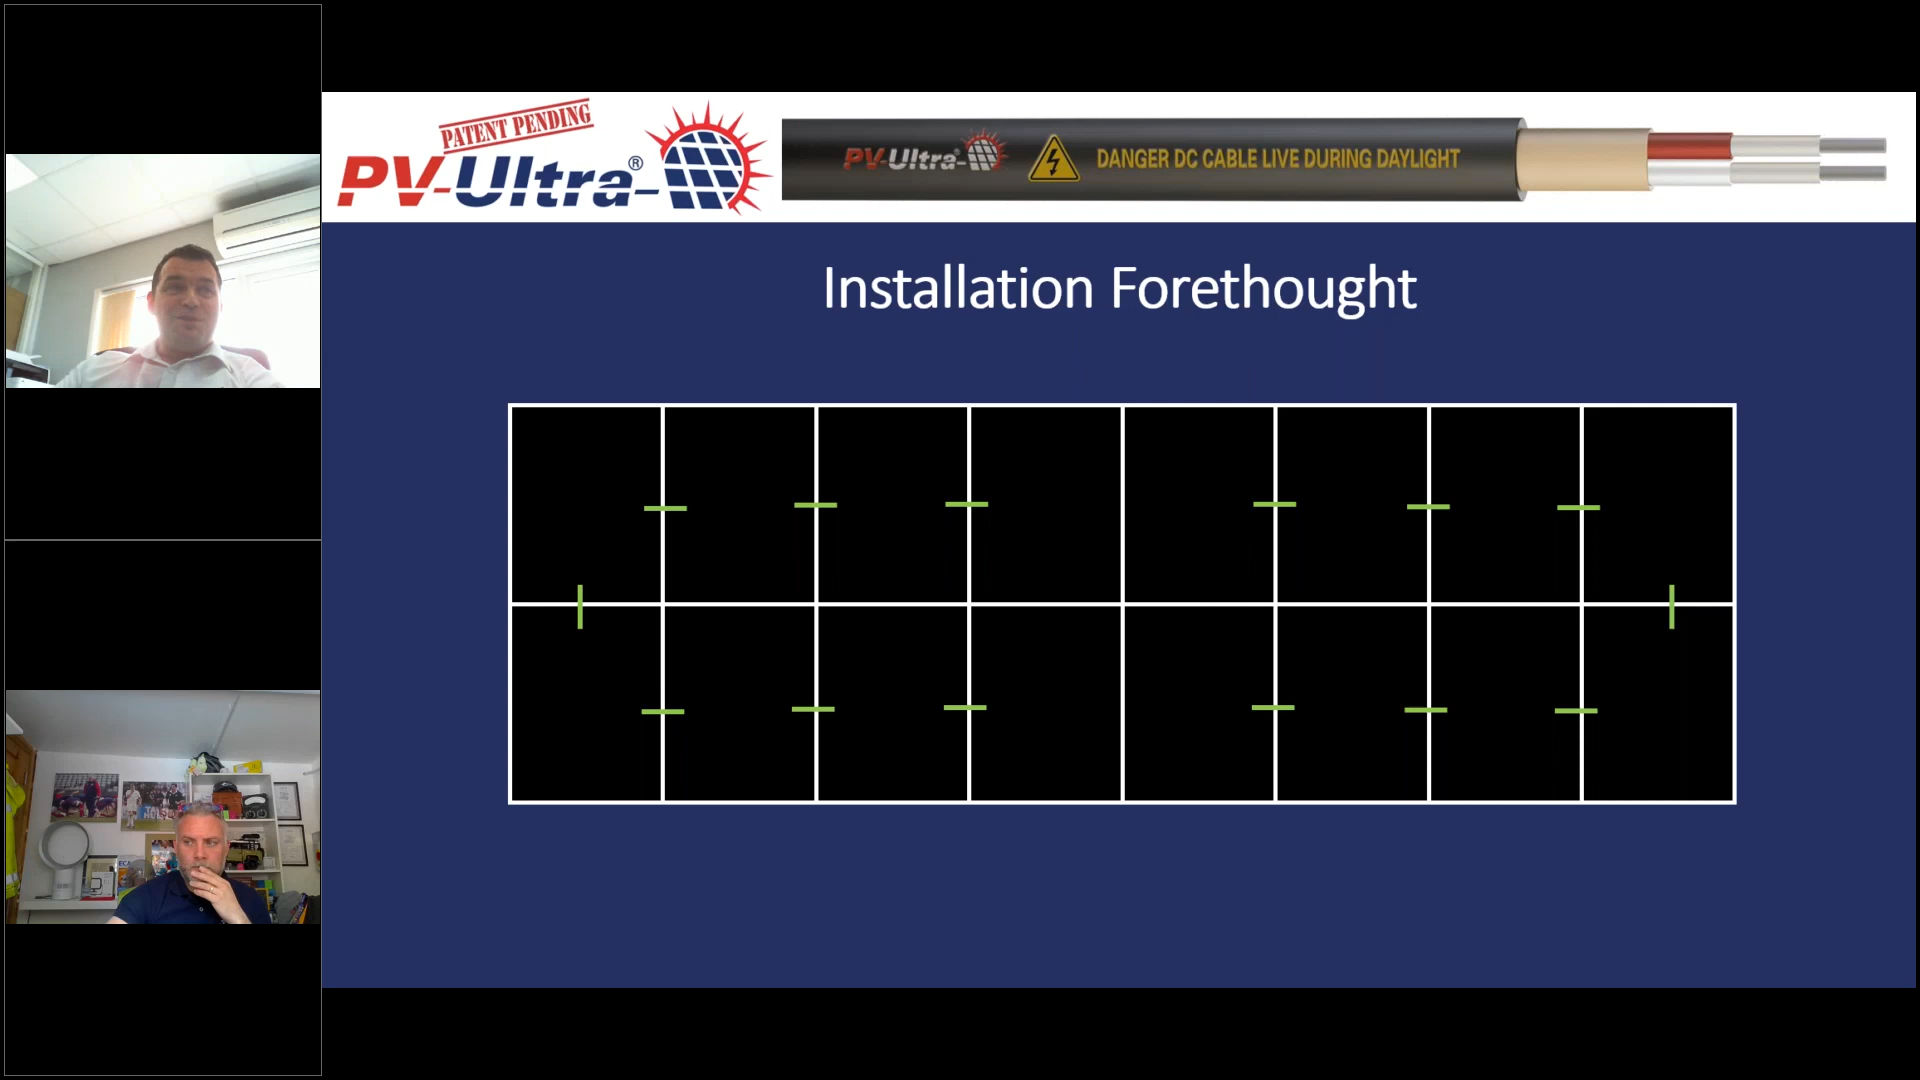 PATENT PENDING
PV-Ultra®
PV-Ultra DANGER DC CABLE LIVE DURING DAYLIGHT
Installation Forethought